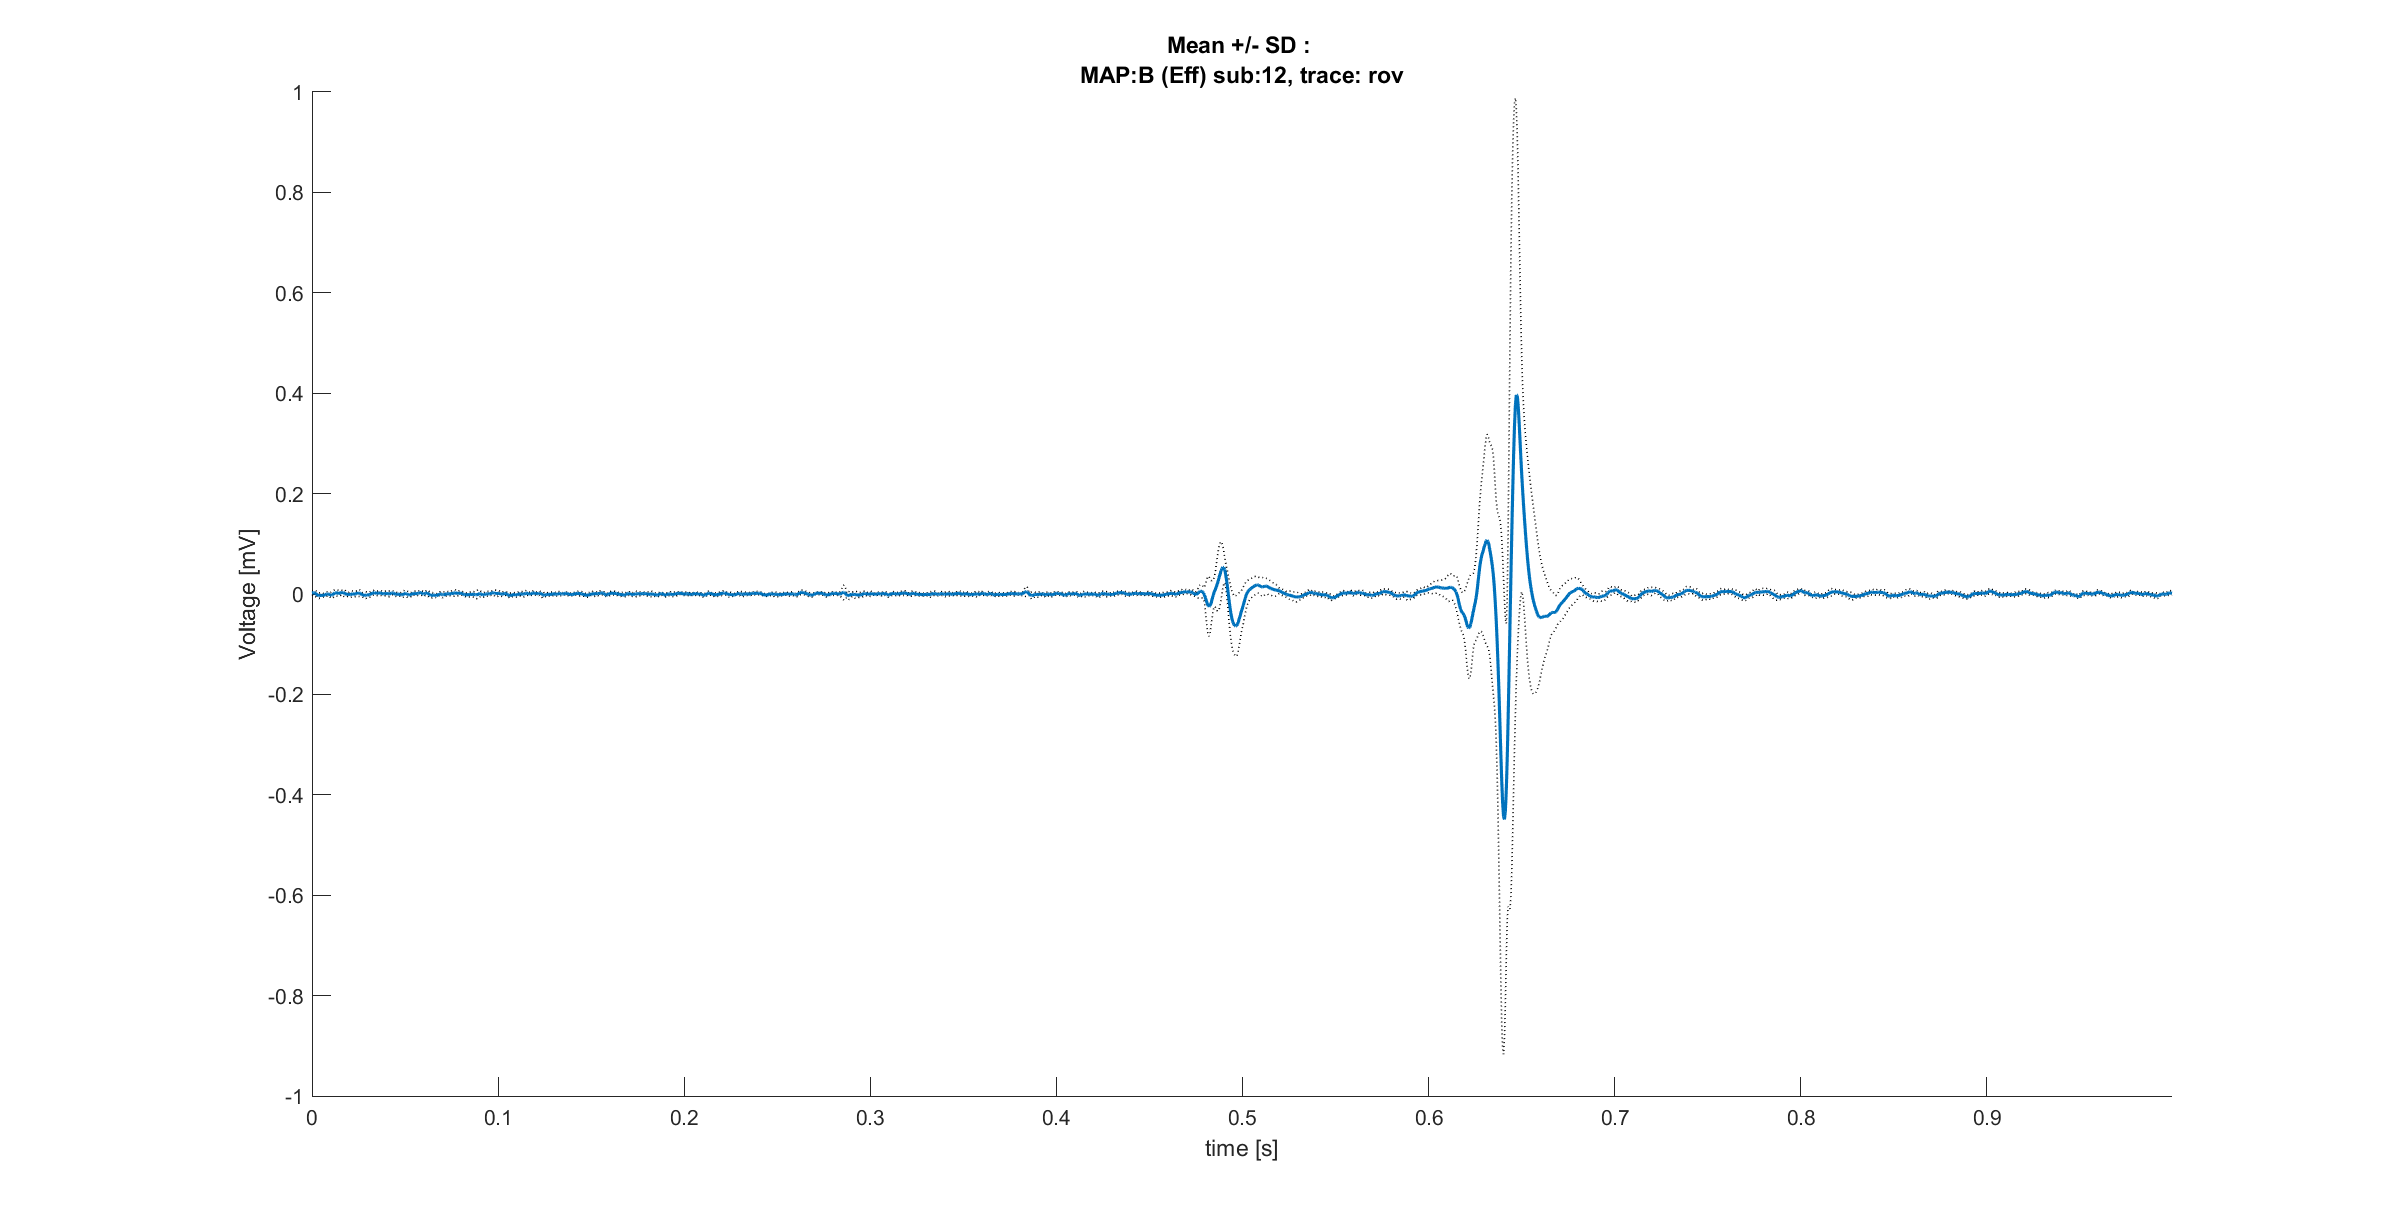 Mean +/- SD :
MAP:B (Eff) sub:12, trace: rov
1
0.8
0.6
0.4
0.2
0
-0.2
-0.4
-0.6
-0.8
-1
Voltage [mV]
0 0.1 0.2 0.3 0.4 0.5 0.6 0.7 0.8 0.9
time [s]